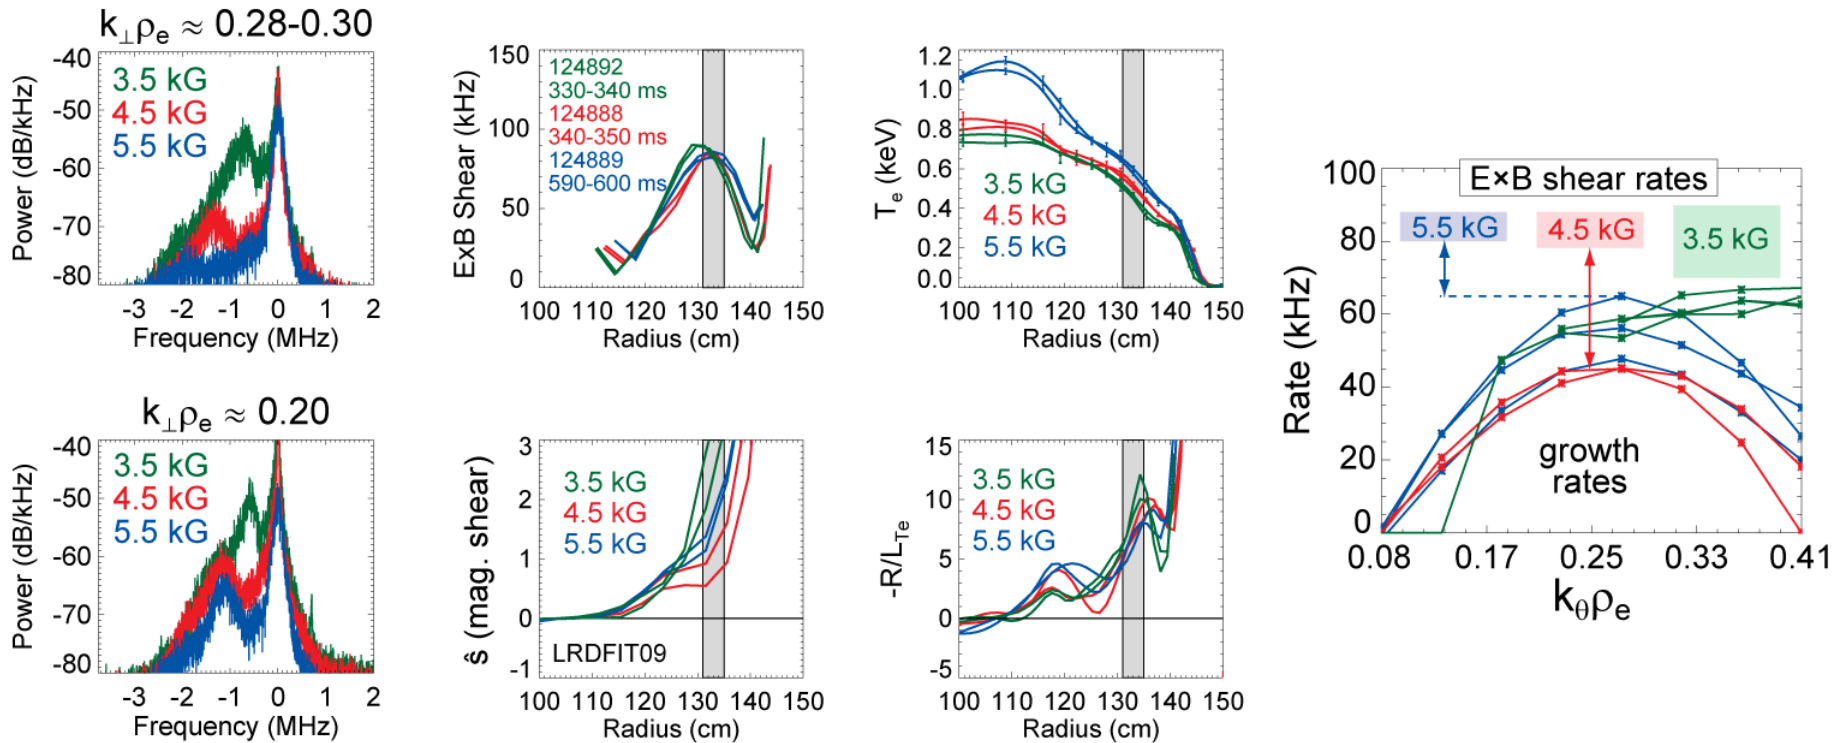 k⊥ρe ≈ 0.28-0.30
Power (dB/kHz)
-40
-50
-60
-70
-80
3.5 kG
4.5 kG
5.5 kG
-3 -2 -1 0 1 2
Frequency (MHz)
ExB Shear (kHz)
150
100
50
0
124892
330-340 ms
124888
340-350 ms
124889
590-600 ms
100 110 120 130 140 150
Radius (cm)
Te (keV)
1.2
1.0
0.8
0.6
0.4
0.2
0.0
3.5 kG
4.5 kG
5.5 kG
100 110 120 130 140 150
Radius (cm)
k⊥ρe ≈ 0.20
Power (dB/kHz)
-40
-50
-60
-70
-80
3.5 kG
4.5 kG
5.5 kG
-3 -2 -1 0 1 2
Frequency (MHz)
ŝ (mag. shear)
3
2
1
0
-1
3.5 kG
4.5 kG
5.5 kG
LRDFIT09
100 110 120 130 140 150
Radius (cm)
-R/LTe
15
10
5
0
-5
3.5 kG
4.5 kG
5.5 kG
100 110 120 130 140 150
Radius (cm)
Rate (kHz)
100
80
60
40
20
0
E×B shear rates
5.5 kG 4.5 kG 3.5 kG
growth
rates
0.08 0.17 0.25 0.33 0.41
kθρe